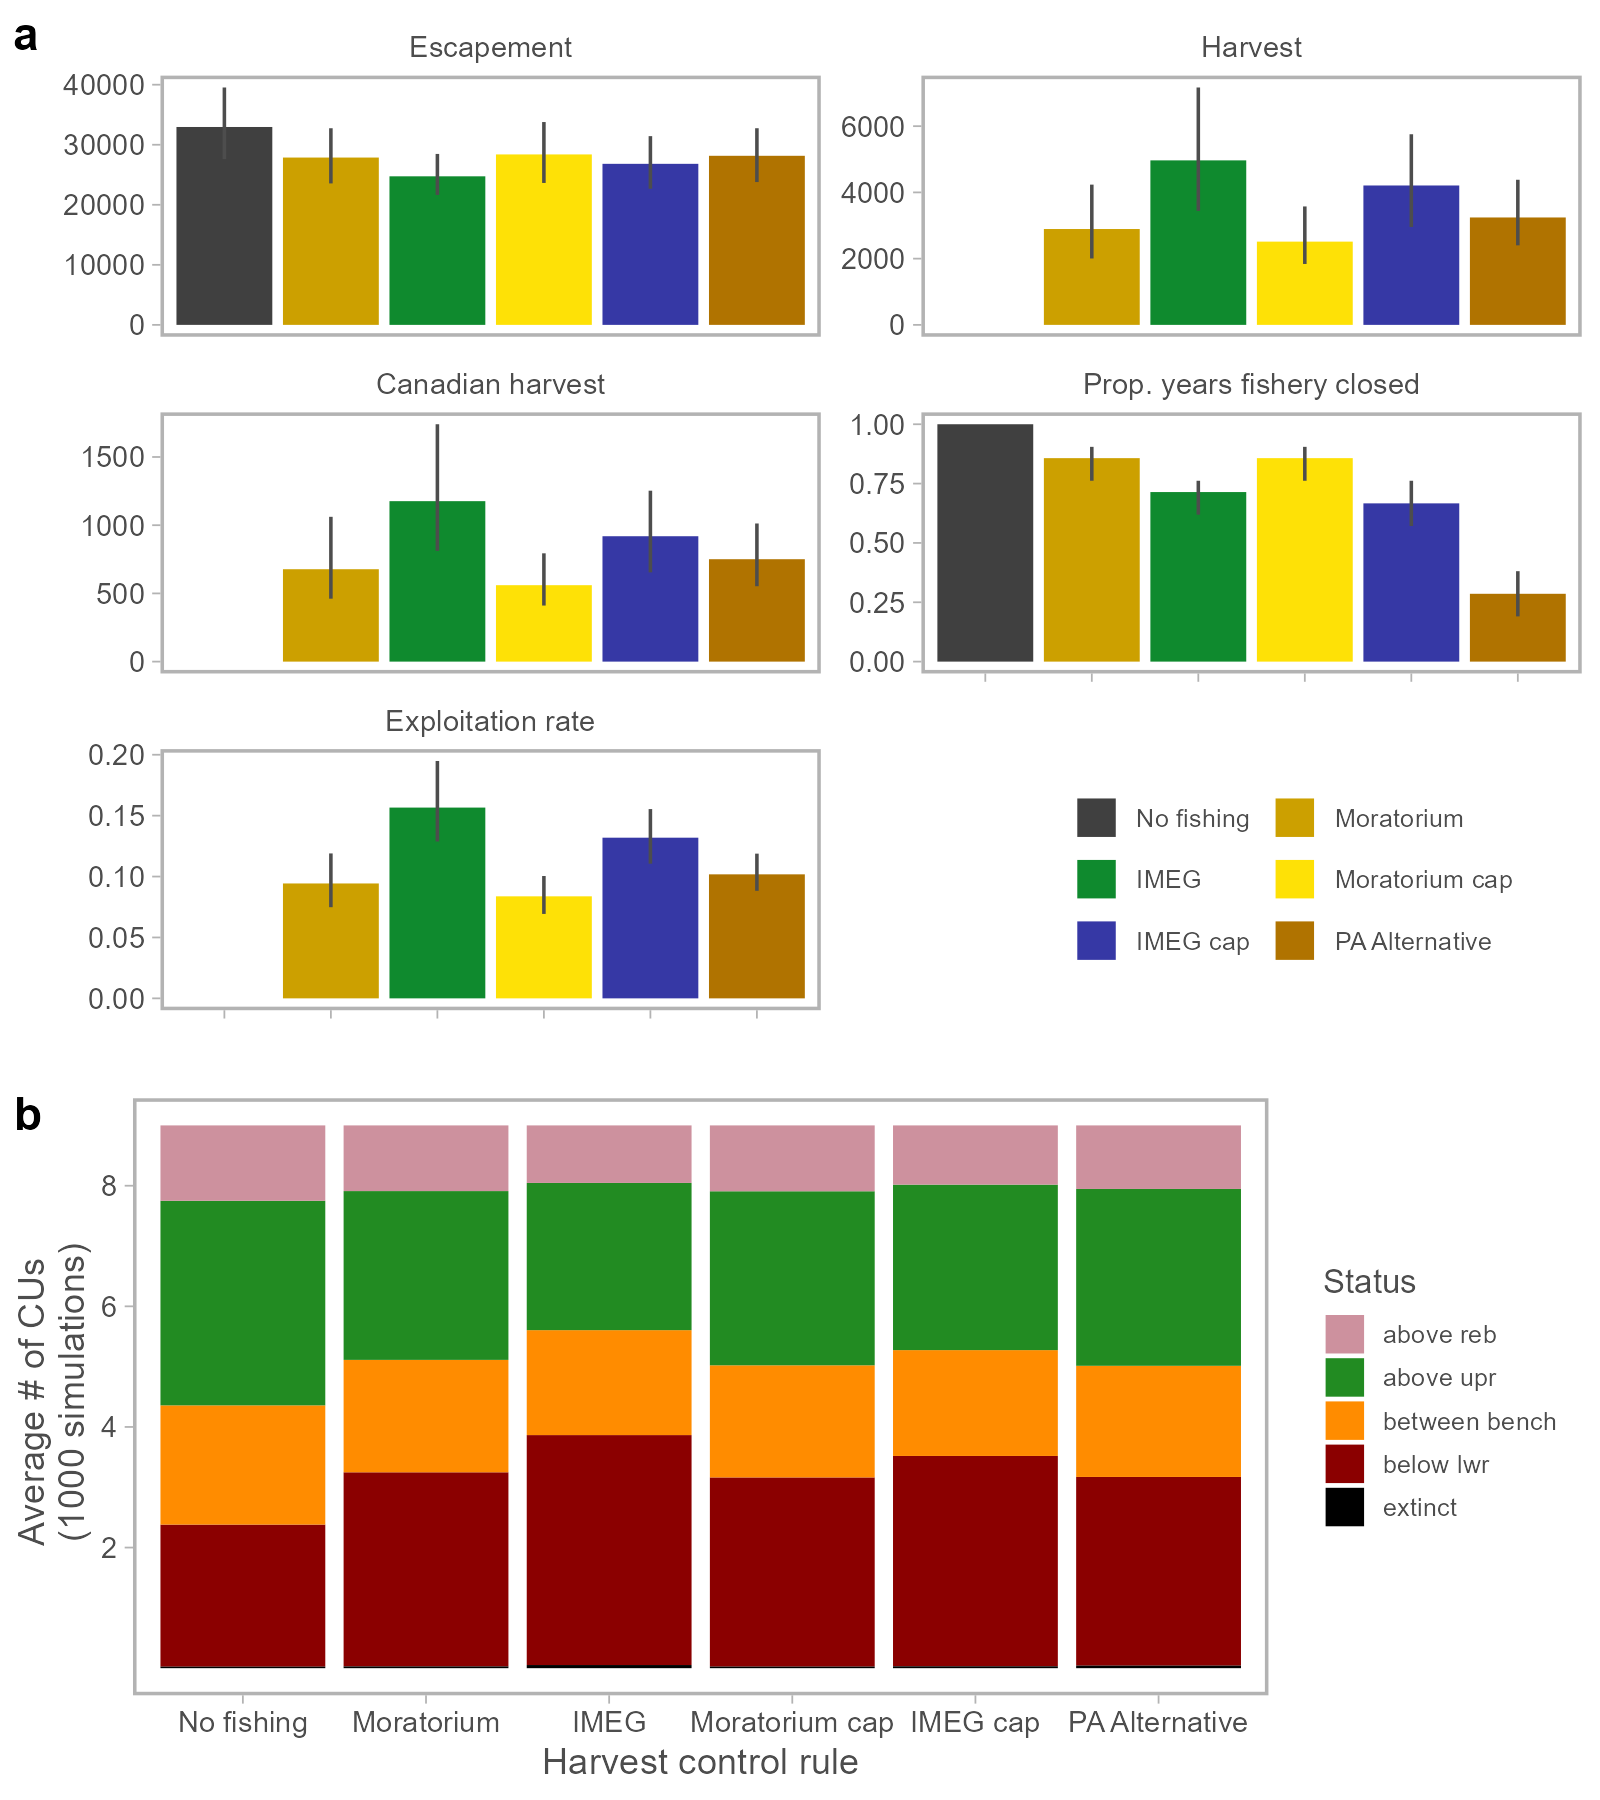 a
Escapement
40000
30000
20000
10000
0
Harvest
6000
4000
2000
0
Canadian harvest
1500
1000
500
0
Prop. years fishery closed
1.00
0.75
0.50
0.25
0.00
Exploitation rate
0.20
0.15
0.10
0.05
0.00
No fishing
Moratorium
IMEG
Moratorium cap
IMEG cap
PA Alternative
b
Average # of CUs
(1000 simulations)
8
6
4
2
No fishing
Moratorium
IMEG
Moratorium cap
IMEG cap
PA Alternative
Harvest control rule
Status
above reb
above upr
between bench
below lwr
extinct